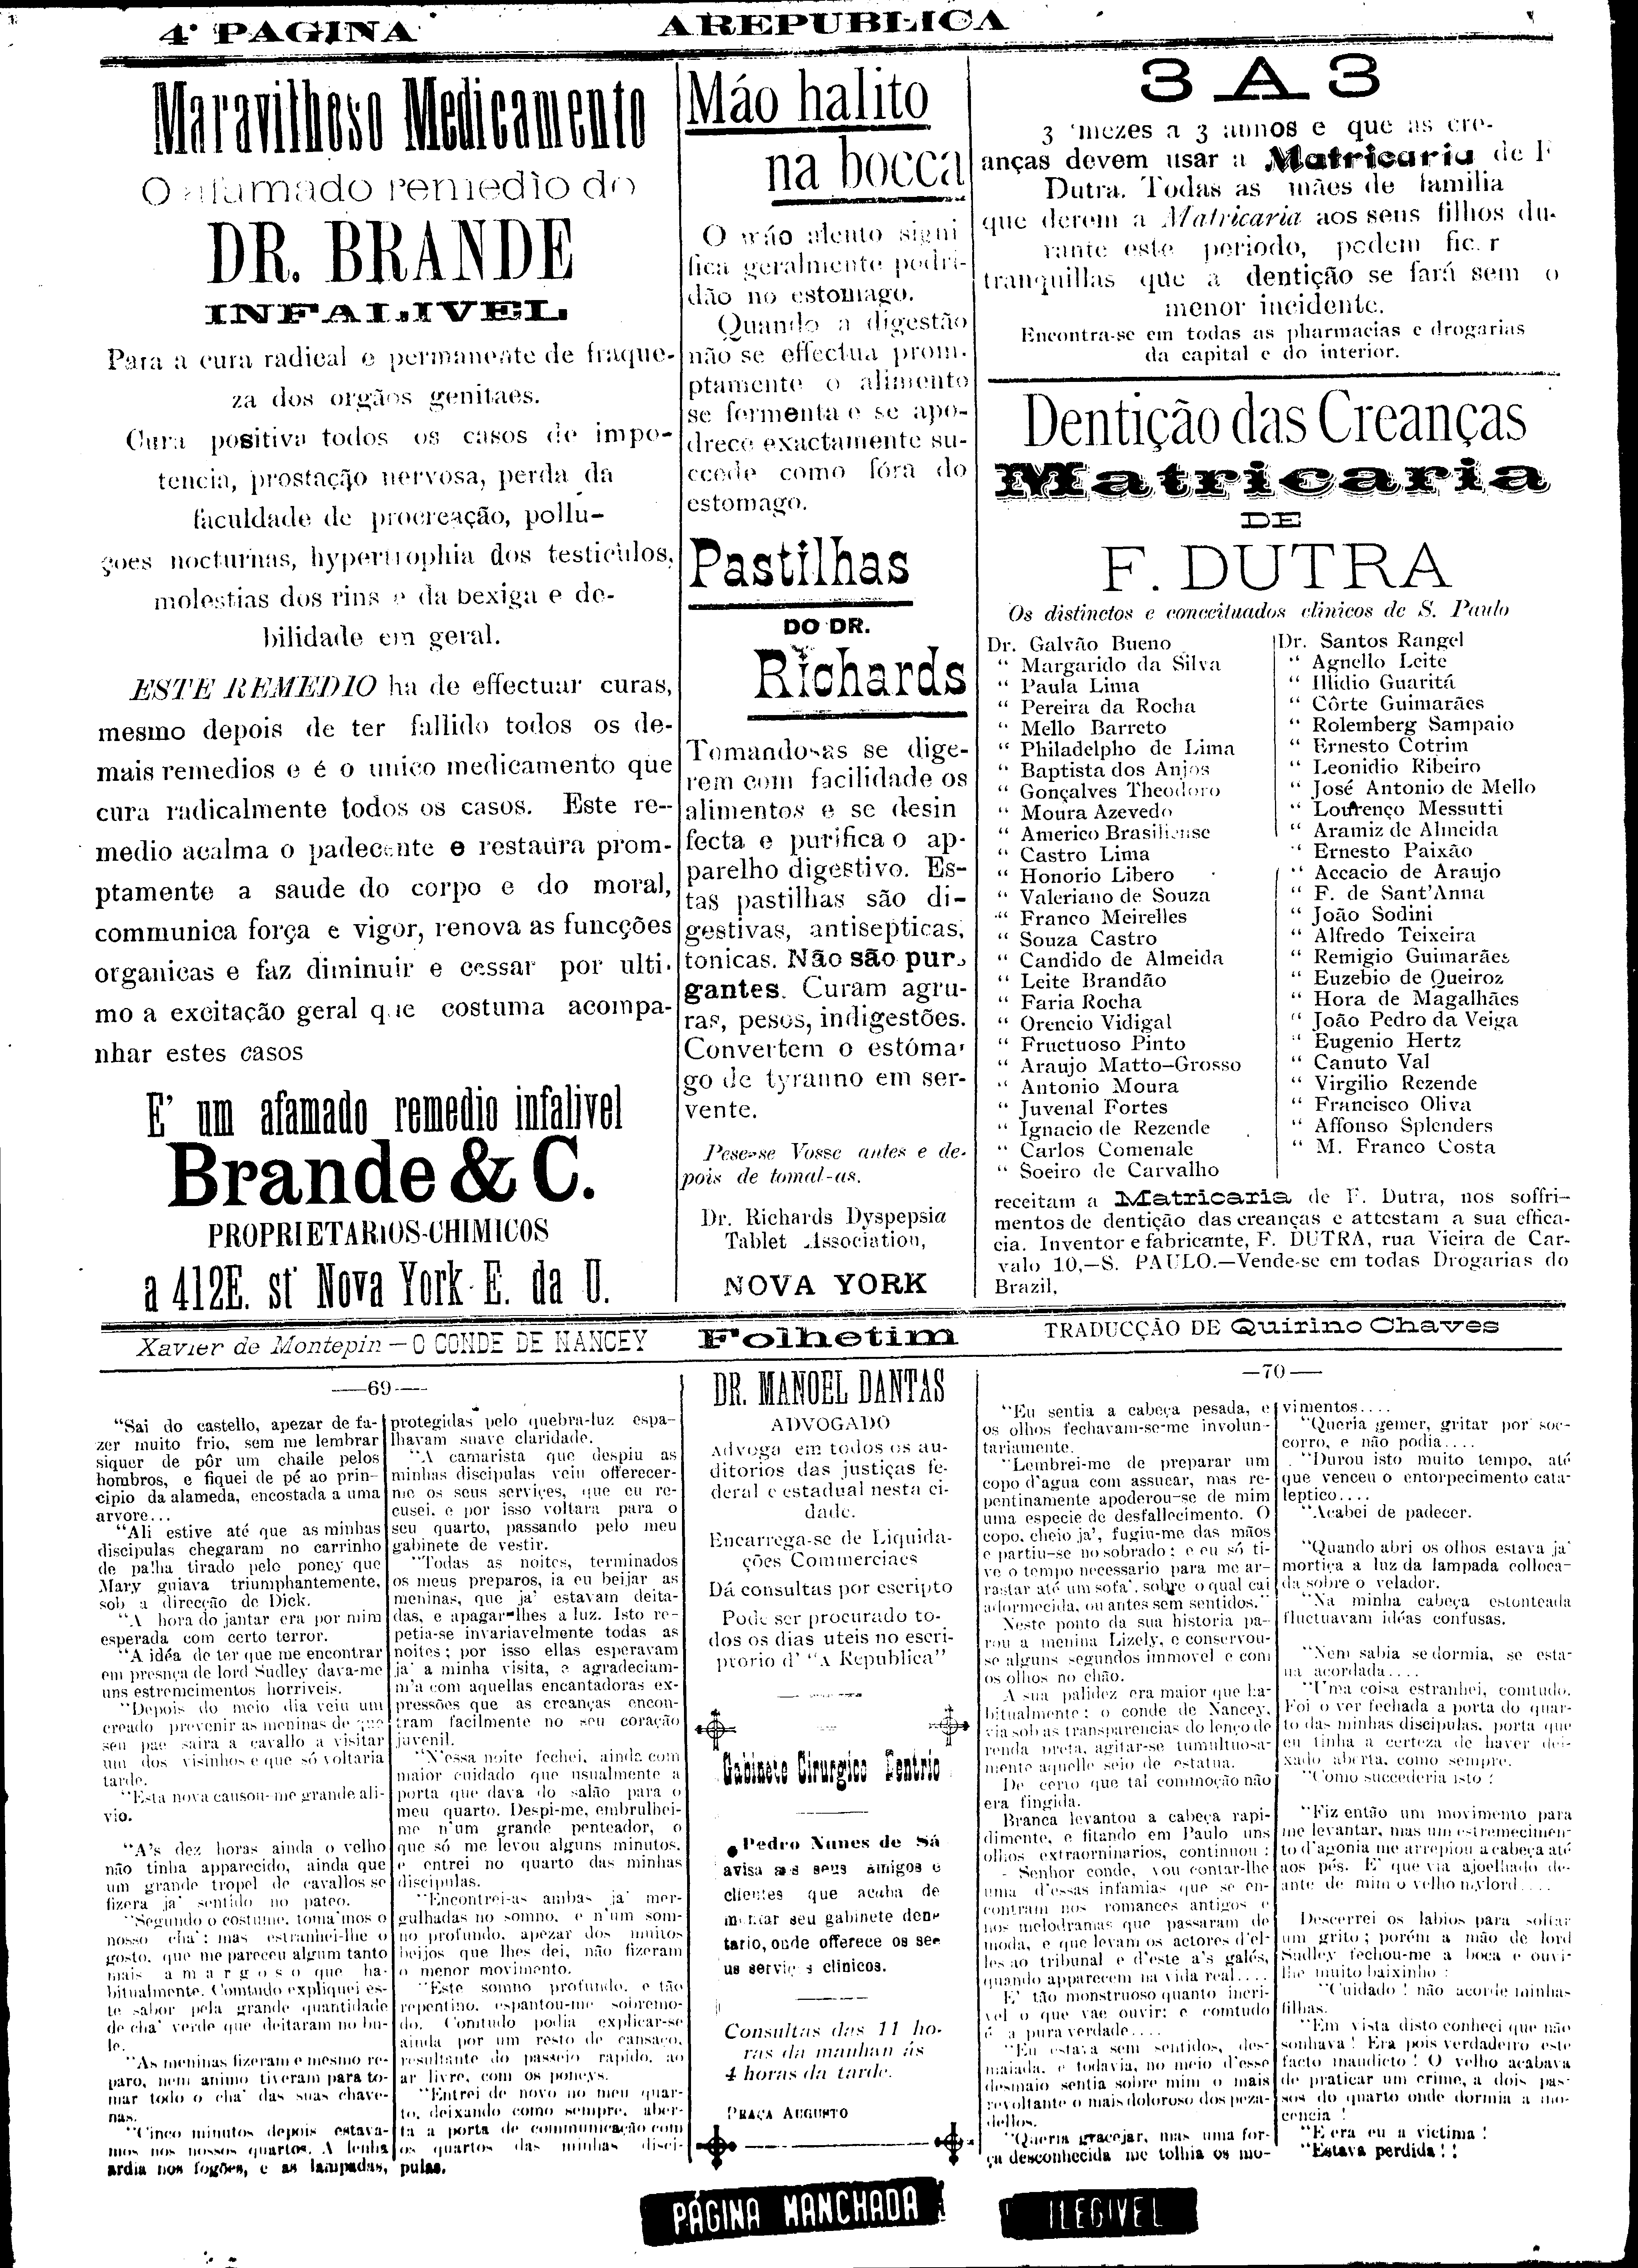 4ª PAGINA
A REPUBLICA
Maravilhoso Medicamento
O afamado remedio do
DR. BRANDE
INFALIVEL
Para a cura radical e permanente de fraque-
za dos orgãos genitaes.
Cura positiva todos os casos de impo-
tencia, prostação nervosa, perda da
faculdade de procreação, pollu-
ções nocturnas, hypertrophia dos testiculos,
molestias dos rins e da bexiga e de-
bilidade em geral.
ESTE REMEDIO ha de effectuar curas,
mesmo depois de ter fallido todos os de-
mais remedios e é o unico medicamento que
cura radicalmente todos os casos. Este re-
medio acalma o padecente e restaura prom-
ptamente a saude do corpo e do moral,
communica força e vigor, renova as funcções
organicas e faz diminuir e cessar por ulti-
mo a excitação geral que costuma acompa-
nhar estes casos
E' um afamado remedio infalivel
Brande & C.
PROPRIETARIOS-CHIMICOS
a 412E. st Nova York E. da U.
Máo halito
na bocca
O máo alento signi
fica geralmente podri-
dão no estomago.
Quando a digestão
não se effectua prom-
ptamente o alimento
se fermenta e se apo-
drece exactamente su-
ccede como fóra do
estomago.
Pastilhas
DO DR.
Richards
Tomando-as se dige-
rem com facilidade os
alimentos e se desin
fecta e purifica o ap-
parelho digestivo. Es-
tas pastilhas são di-
gestivas, antisepticas,
tonicas. Não são pur-
gantes. Curam agru-
ras, pesos, indigestões.
Convertem o estóma-
go de tyranno em ser-
vente.
Pese-se Vosse antes e de-
pois de tomal-as.
Dr. Richards Dyspepsia
Tablet Association,
NOVA YORK
3 A 3
3 mezes a 3 annos e que as cre-
anças devem usar a Matricaria de F
Dutra. Todas as mães de familia
que derem a Matricaria aos seus filhos du-
rante este periodo, podem fic.r
tranquillas que a dentição se fará sem o
menor incidente.
Encontra-se em todas as pharmacias e drogarias
da capital e do interior.
Dentição das Creanças
Matricaria
DE
F. DUTRA
Os distinctos e conceituados clinicos de S. Paulo
Dr. Galvão Bueno
" Margarido da Silva
" Paula Lima
" Pereira da Rocha
" Mello Barreto
" Philadelpho de Lima
" Baptista dos Anjos
" Gonçalves Theodoro
" Moura Azevedo
" Americo Brasiliense
" Castro Lima
" Honorio Libero
" Valeriano de Souza
" Franco Meirelles
" Souza Castro
" Candido de Almeida
" Leite Brandão
" Faria Rocha
" Orencio Vidigal
" Fructuoso Pinto
" Araujo Matto-Grosso
" Antonio Moura
" Juvenal Fortes
" Ignacio de Rezende
" Carlos Comenale
" Soeiro de Carvalho
Dr. Santos Rangel
" Agnello Leite
" Illidio Guaritá
" Côrte Guimarães
" Rolemberg Sampaio
" Ernesto Cotrim
" Leonidio Ribeiro
" José Antonio de Mello
" Lourenço Messutti
" Aramiz de Almeida
" Ernesto Paixão
" Accacio de Araujo
" F. de Sant'Anna
" João Sodini
" Alfredo Teixeira
" Remigio Guimarães
" Euzebio de Queiroz
" Hora de Magalhães
" João Pedro da Veiga
" Eugenio Hertz
" Canuto Val
" Virgilio Rezende
" Francisco Oliva
" Affonso Splenders
" M. Franco Costa
receitam a Matricaria de F. Dutra, nos soffri-
mentos de dentição das creanças e attestam a sua effica-
cia. Inventor e fabricante, F. DUTRA, rua Vieira de Car-
valo 10,—S. PAULO.—Vende-se em todas Drogarias do
Brazil,
Xavier de Montepin — O CONDE DE NANCEY
Folhetim
TRADUCÇÃO DE Quirino Chaves
—69—
"Sai do castello, apezar de fa-
zer muito frio, sem me lembrar
siquer de pôr um chaile pelos
hombros, e fiquei de pé ao prin-
cipio da alameda, encostada a uma
arvore...
"Ali estive até que as minhas
discipulas chegaram no carrinho
de palha tirado pelo poney que
Mary guiava triumphantemente,
sob a direcção de Dick.
"A hora do jantar era por mim
esperada com certo terror.
"A idéa de ter que me encontrar
em presnça de lord Sudley dava-me
uns estremcimentos horriveis.
"Depois do meio dia veiu um
creado prevenir as meninas de que
seu pae saira a cavallo a visitar
um dos visinhos e que só voltaria
tarde.
"Esta nova causou-me grande ali-
vio.
"A's dez horas ainda o velho
não tinha apparecido, ainda que
um grande tropel de cavallos se
fizera ja' sentido no pateo.
"Segundo o costume, toma'mos o
nosso cha'; mas estranhei-lhe o
gosto, que me pareceu algum tanto
mais amargoso que ha-
bitualmente. Comtudo expliquei es-
te sabor pela grande quantidade
de cha' verde que deitaram no bu-
le.
"As meninas fizeram e mesmo re-
paro, nem animo tiveram para to-
mar todo o cha' das suas chave-
nas.
"Cinco minutos depois estava-
mos nos nossos quartos. A lenha
ardia nos fogões, e as lampadas,
protegidas pelo quebra-luz espa-
lhavam suave claridade.
"A camarista que despiu as
minhas discipulas veiu offerecer-
me os seus serviçes, que eu re-
cusei, e por isso voltara para o
seu quarto, passando pelo meu
gabinete de vestir.
"Todas as noites, terminados
os meus preparos, ia eu beijar as
meninas, que ja' estavam deita-
das, e apagar-lhes a luz. Isto re-
petia-se invariavelmente todas as
noites; por isso ellas esperavam
ja' a minha visita, e agradeciam-
m'a com aquellas encantadoras ex-
pressões que as creanças encon-
tram facilmente no seu coração
juvenil.
"N'essa noite fechei, ainda com
maior cuidado que usualmente a
porta que dava do salão para o
meu quarto. Despi-me, embrulhei-
me n'um grande penteador, o
que só me levou alguns minutos,
e entrei no quarto das minhas
discipulas.
"Encontrei-as ambas ja' mer-
gulhadas no somno, e n'um som-
no profundo, apezar dos muitos
beijos que lhes dei, não fizeram
o menor movimento.
"Este somno profundo, e tão
repentino, espantou-me sobremo-
do. Comtudo podia explicar-se
ainda por um resto de cansaço,
resultante do passeio rapido, ao
ar livre, com os poneys.
"Entrei de novo no meu quar-
to, deixando como sempre, aber-
ta a porta de communicação com
os quartos das minhas disci-
pulas.
DR. MANOEL DANTAS
ADVOGADO
Advoga em todos os au-
ditorios das justiças fe-
deral e estadual nesta ci-
dade.
Encarrega-se de Liquida-
ções Commerciaes
Dá consultas por escripto
Pode ser procurado to-
dos os dias uteis no escri-
ptorio d' "A Republica"
Gabinete Cirurgico Dentrio
Pedro Nunes de Sá
avisa aos seus amigos e
clientes que acaba de
montar seu gabinete den-
tario, onde offerece os se-
us serviços clinicos.
Consultas das 11 ho-
ras da manhan ás
4 horas da tarde.
PRAÇA AUGUSTO
—70—
"Eu sentia a cabeça pesada, e
os olhos fechavam-se-me involun-
tariamente.
"Lembrei-me de preparar um
copo d'agua com assucar, mas re-
pentinamente apoderou-se de mim
uma especie de desfallecimento. O
copo, cheio ja', fugiu-me das mãos
e partiu-se no sobrado; e eu só ti-
ve o tempo necessario para me ar-
rastar até um sofa', sobre o qual cai
adormecida, ou antes sem sentidos."
Neste ponto da sua historia pa-
rou a menina Lizely, e conservou-
se alguns segundos immovel e com
os olhos no chão.
A sua palidez era maior que ha-
bitualmente; o conde de Nancey,
via sob as transparencias do lenço de
renda preta, agitar-se tumultuosa-
mente aquelle seio de estatua.
De certo que tal commoção não
era fingida.
Branca levantou a cabeça rapi-
dimente, e fitando em Paulo uns
olhos extraorninarios, continuou:
- Senhor conde, vou contar-lhe
uma d'essas infamias que se en-
contram nos romances antigos e
nos melodramas que passaram de
moda, e que levam os actores d'el-
les ao tribunal e d'este a's galés,
quando apparecem na vida real....
E' tão monstruoso quanto incri-
vel o que vae ouvir; e comtudo
é a pura verdade....
"Eu estava sem sentidos, des-
maiada, e todavia, no meio d'esse
desmaio sentia sobre mim o mais
revoltante o mais doloroso dos peza-
dellos.
"Queria gracejar, mas uma for-
ça desconhecida me tolhia os mo-
vimentos....
"Queria gemer, gritar por soc-
corro, e não podia....
"Durou isto muito tempo, até
que venceu o entorpecimento cata-
leptico....
"Acabei de padecer.
"Quando abri os olhos estava ja'
mortiça a luz da lampada colloca-
da sobre o velador.
"Na minha cabeça estonteada
fluctuavam idéas confusas.
"Nem sabia se dormia, se esta-
va acordada....
"Uma coisa estranhei, comtudo.
Foi o ver fechada a porta do quar-
to das minhas discipulas, porta que
eu tinha a certeza de haver dei-
xado aberta, como sempre.
"Como succederia isto?
"Fiz então um movimento para
me levantar, mas um estremecimen-
to d'agonia me arrepiou a cabeça até
aos pés. E' que via ajoelhado de-
ante de mim o velho mylord....
Descerrei os labios para soltar
um grito; porém a mão de lord
Sudley fechou-me a boca e ouvi-
lhe muito baixinho:
"Cuidado! não acorde minhas
filhas.
"Em vista disto conheci que não
sonhava! Era pois verdadeiro este
facto maudicto! O velho acabava
de praticar um crime, a dois pas-
sos do quarto onde dormia a ino-
cencia!
"E era eu a victima!
"Estava perdida!!
PÁGINA MANCHADA
ILEGIVEL